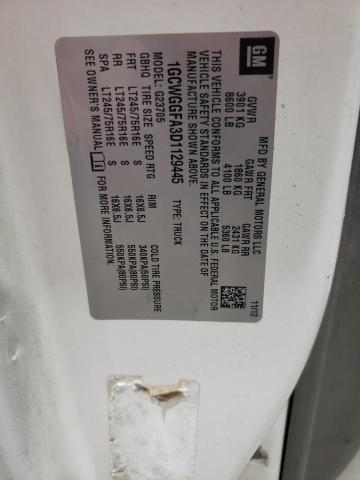 GM
MFD BY GENERAL MOTORS LLC
GVWR GAWR FRT GAWR RR
3901 KG 1860 KG 2431 KG
8600 LB 4100 LB 5360 LB
11/12
THIS VEHICLE CONFORMS TO ALL APPLICABLE U.S. FEDERAL MOTOR
VEHICLE SAFETY STANDARDS IN EFFECT ON THE DATE OF
MANUFACTURE SHOWN ABOVE.
1GCWGGFA3D1129445 TYPE: TRUCK
MODEL: G23705
GBHQ TIRE SIZE SPEED RTG RIM COLD TIRE PRESSURE
FRT LT245/75R16E S 16X6.5J 340KPA(50PSI)
RR LT245/75R16E S 16X6.5J 550KPA(80PSI)
SPA LT245/75R16E S 16X6.5J 550KPA(80PSI)
SEE OWNER'S MANUAL FOR MORE INFORMATION.